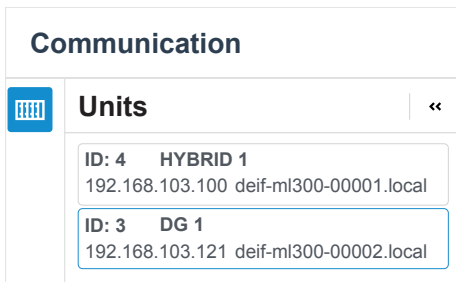 Communication
Units «
ID: 4 HYBRID 1
192.168.103.100 deif-ml300-00001.local
ID: 3 DG 1
192.168.103.121 deif-ml300-00002.local